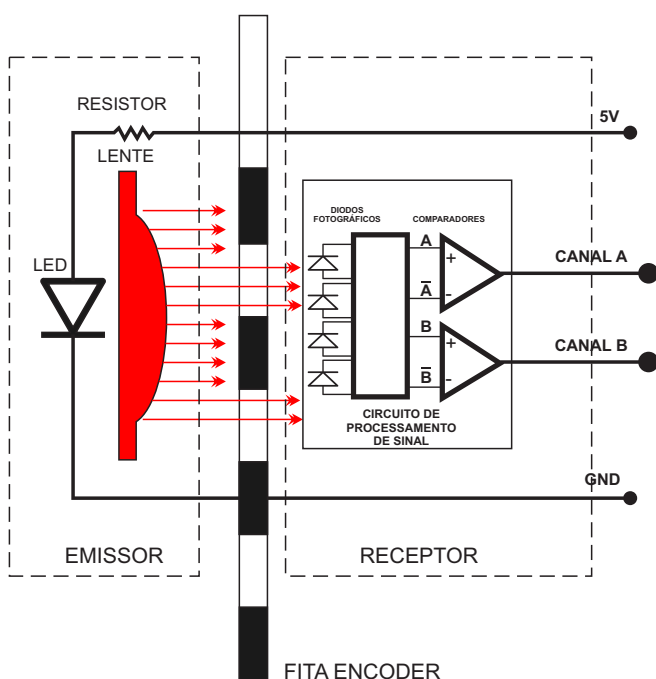 RESISTOR
5V
LENTE
DIODOS
FOTOGRÁFICOS
COMPARADORES
A
+
CANAL A
LED
A̅
-
B
+
CANAL B
B̅
-
CIRCUITO DE
PROCESSAMENTO
DE SINAL
GND
EMISSOR
RECEPTOR
FITA ENCODER